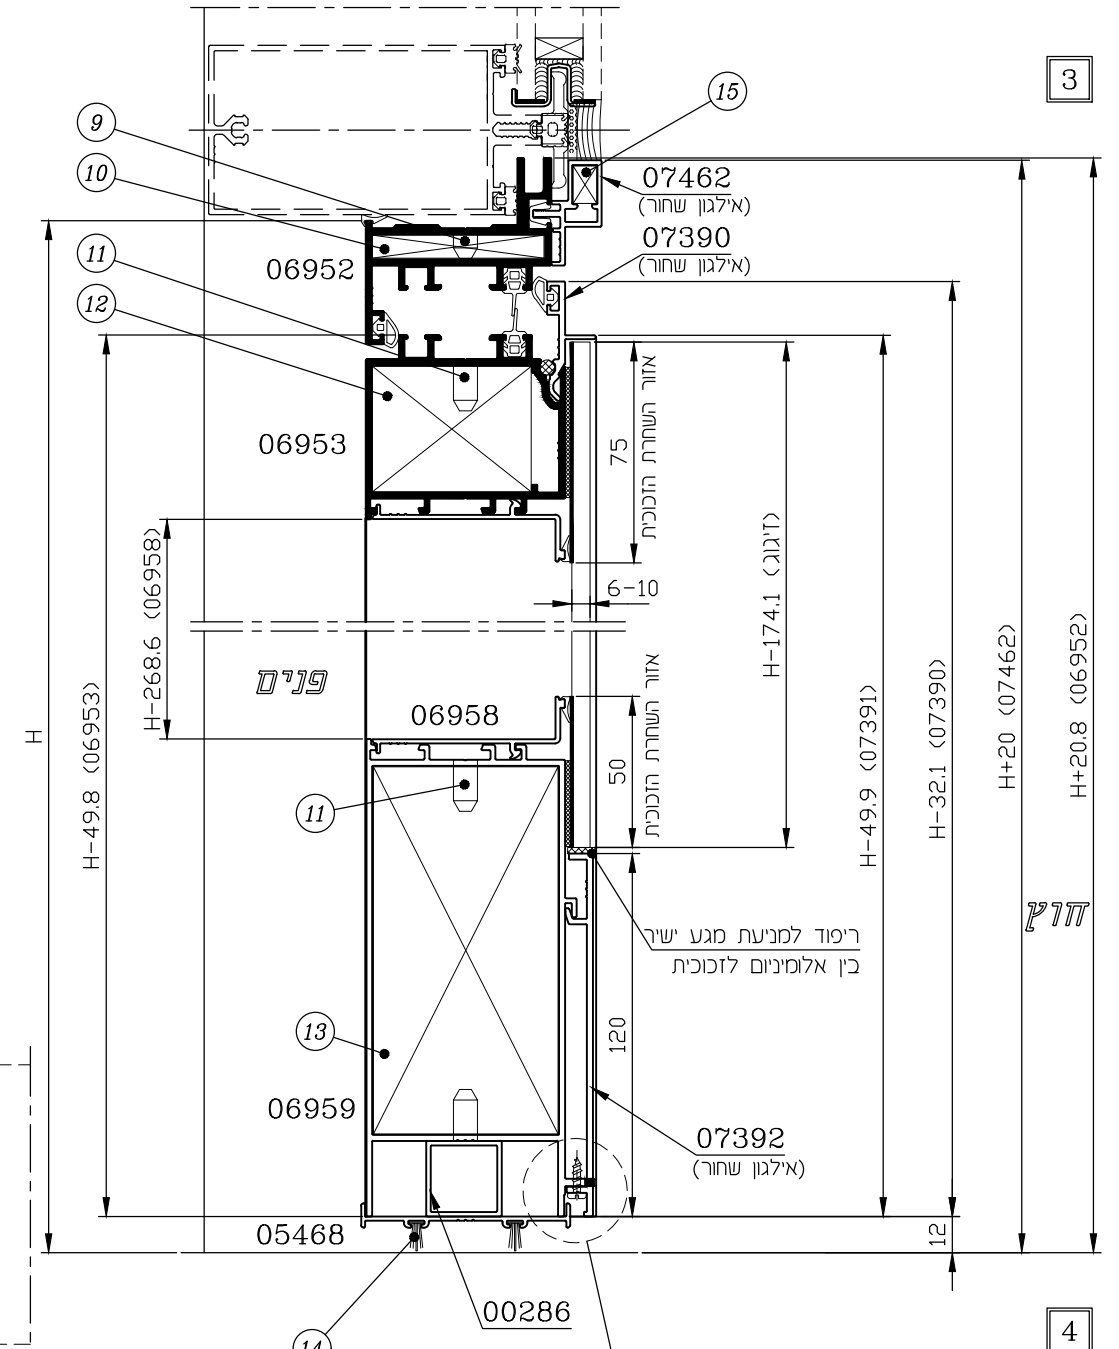 3
15
9
07462
(אילגון שחור)
10
07390
(אילגון שחור)
11
06952
12
אזור השחרת הזכוכית
75
06953
H-268.6 (06958)
H-174.1 (זיגוג)
6-10
פנים
אזור השחרת הזכוכית
50
06958
H
H-49.8 (06953)
H-49.9 (07391)
H-32.1 (07390)
H+20 (07462)
H+20.8 (06952)
11
חוץ
ריפוד למניעת מגע ישיר
בין אלומיניום לזכוכית
13
120
06959
07392
(אילגון שחור)
05468
12
00286
14
4